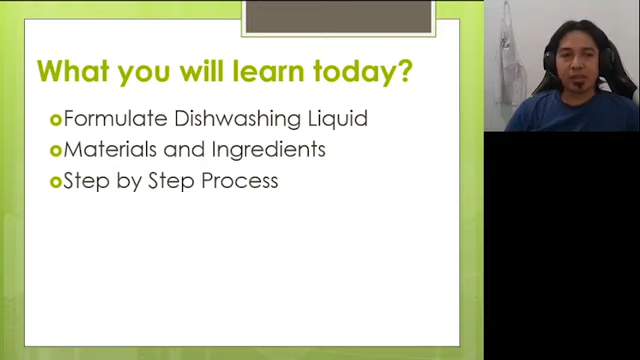 What you will learn today?
Formulate Dishwashing Liquid
Materials and Ingredients
Step by Step Process